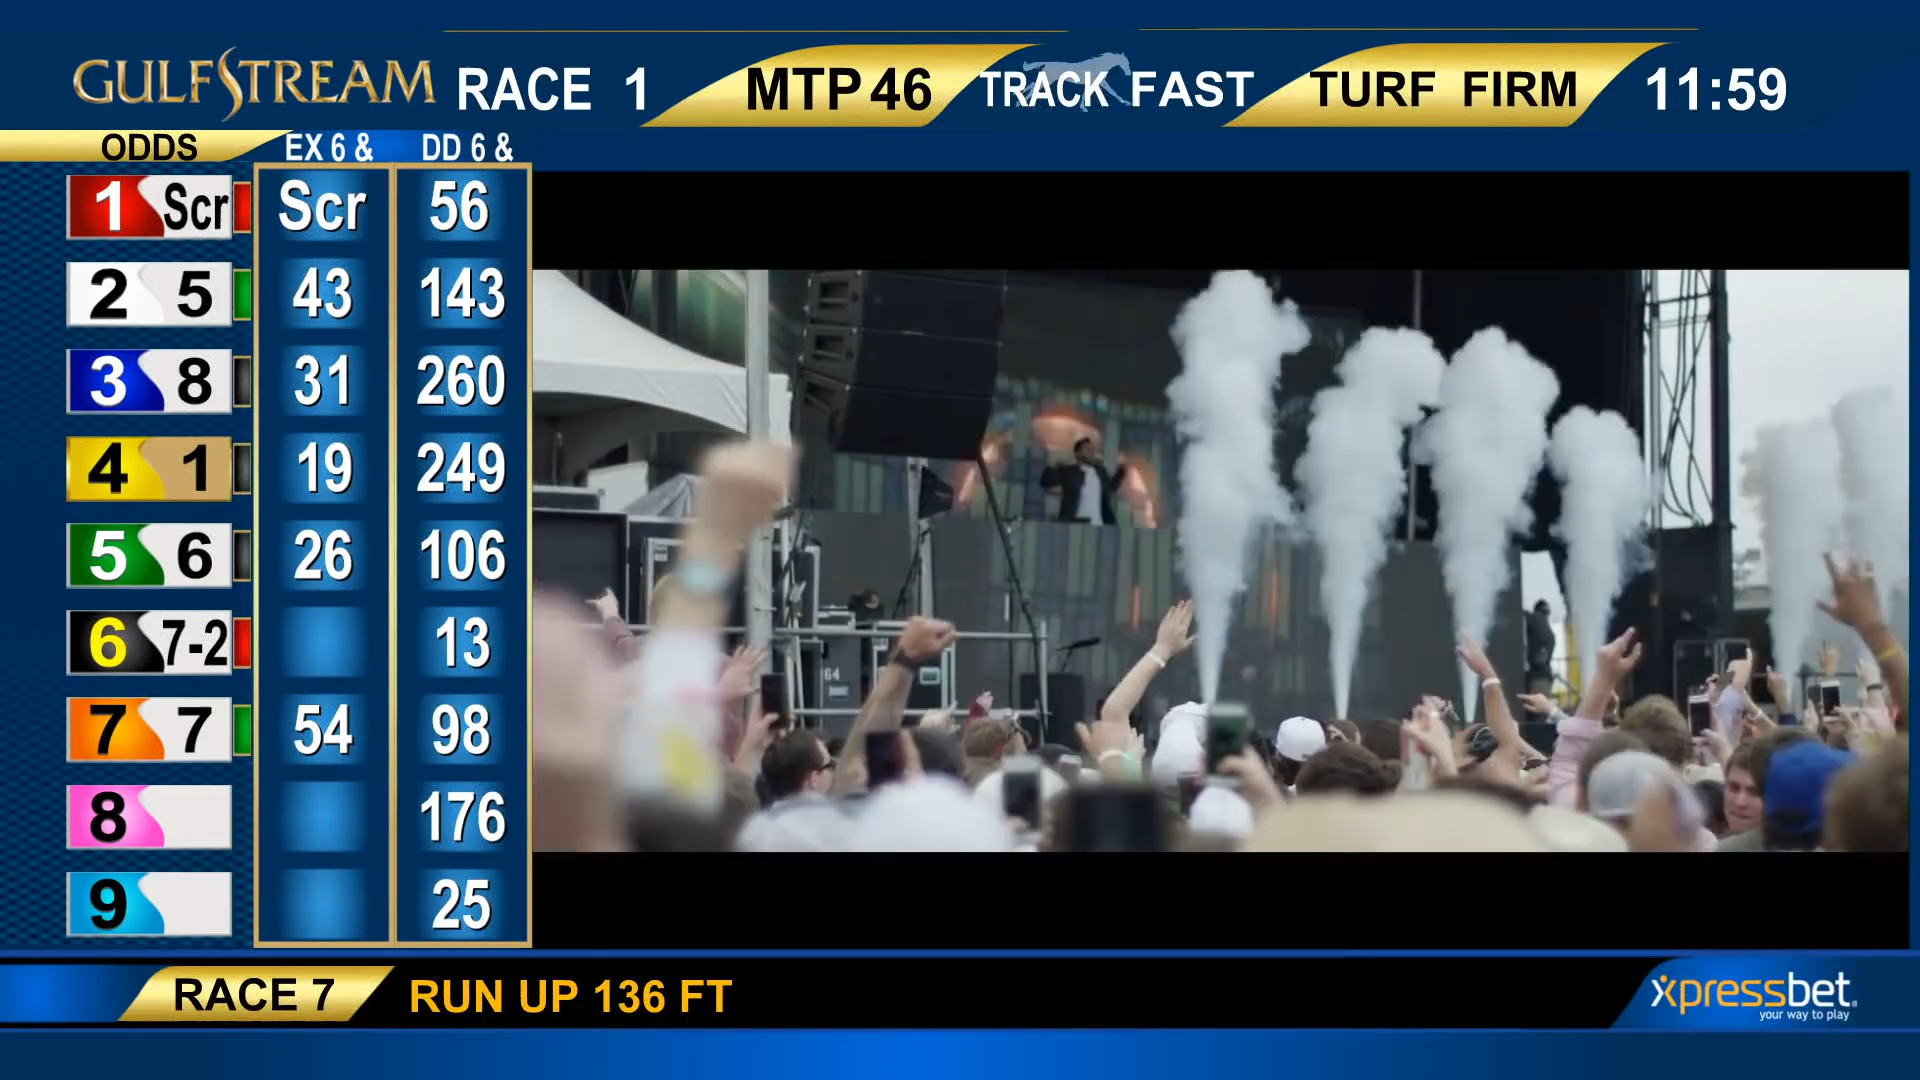 GULFSTREAM RACE 1 MTP 46 TRACK FAST TURF FIRM 11:59
ODDS EX 6 & DD 6 &
1 Scr Scr 56
2 5 43 143
3 8 31 260
4 1 19 249
5 6 26 106
6 7-2 13
7 7 54 98
8 176
9 25
64
RACE 7 RUN UP 136 FT xpressbet
your way to play